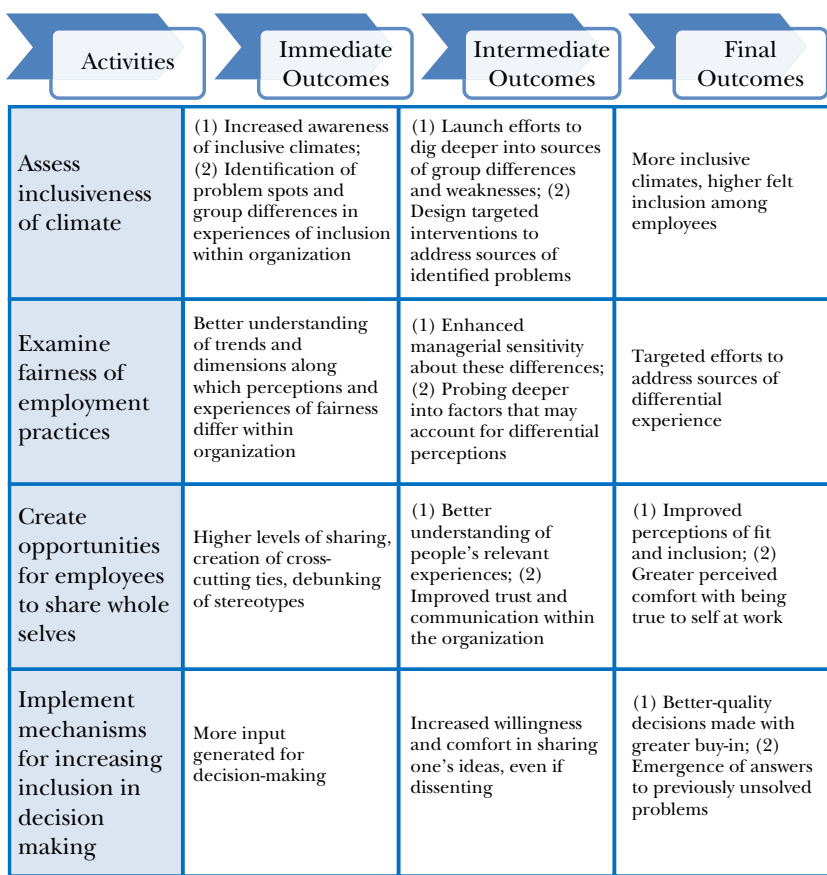 Activities
Immediate
Outcomes
Intermediate
Outcomes
Final
Outcomes
Assess
inclusiveness
of climate
(1) Increased awareness
of inclusive climates;
(2) Identification of
problem spots and
group differences in
experiences of inclusion
within organization
(1) Launch efforts to
dig deeper into sources
of group differences
and weaknesses; (2)
Design targeted
interventions to
address sources of
identified problems
More inclusive
climates, higher felt
inclusion among
employees
Examine
fairness of
employment
practices
Better understanding
of trends and
dimensions along
which perceptions and
experiences of fairness
differ within
organization
(1) Enhanced
managerial sensitivity
about these differences;
(2) Probing deeper
into factors that may
account for differential
perceptions
Targeted efforts to
address sources of
differential
experience
Create
opportunities
for employees
to share whole
selves
Higher levels of sharing,
creation of cross-
cutting ties, debunking
of stereotypes
(1) Better
understanding of
people's relevant
experiences; (2)
Improved trust and
communication within
the organization
(1) Improved
perceptions of fit
and inclusion; (2)
Greater perceived
comfort with being
true to self at work
Implement
mechanisms
for increasing
inclusion in
decision
making
More input
generated for
decision-making
Increased willingness
and comfort in sharing
one's ideas, even if
dissenting
(1) Better-quality
decisions made with
greater buy-in; (2)
Emergence of answers
to previously unsolved
problems